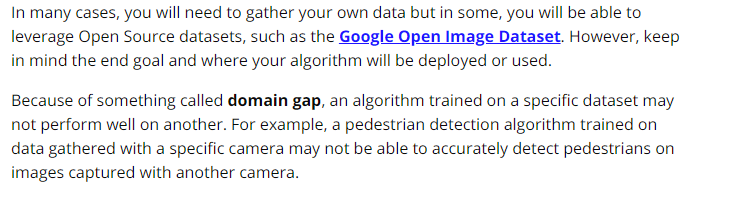 In many cases, you will need to gather your own data but in some, you will be able to
leverage Open Source datasets, such as the Google Open Image Dataset. However, keep
in mind the end goal and where your algorithm will be deployed or used.
Because of something called domain gap, an algorithm trained on a specific dataset may
not perform well on another. For example, a pedestrian detection algorithm trained on
data gathered with a specific camera may not be able to accurately detect pedestrians on
images captured with another camera.